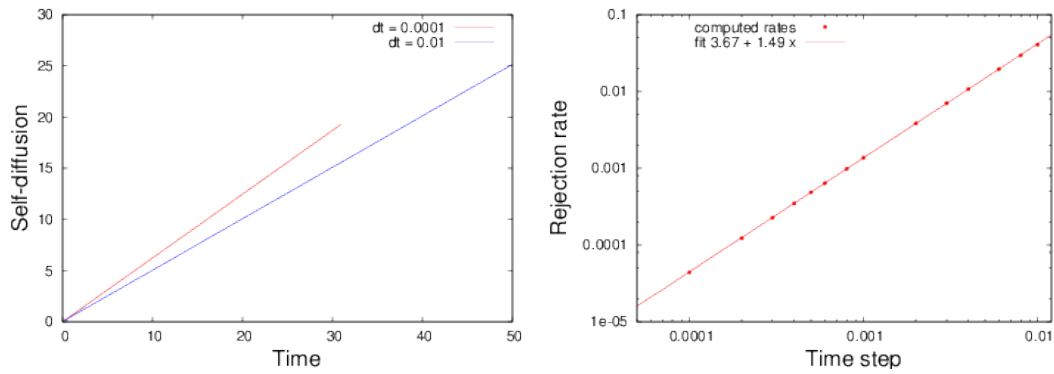 30
25
20
15
10
5
0
Self-diffusion
dt = 0.0001
dt = 0.01
0
10
20
30
40
50
Time
0.1
0.01
0.001
0.0001
1e-05
Rejection rate
computed rates
fit 3.67 + 1.49 x
0.0001
0.001
0.01
Time step